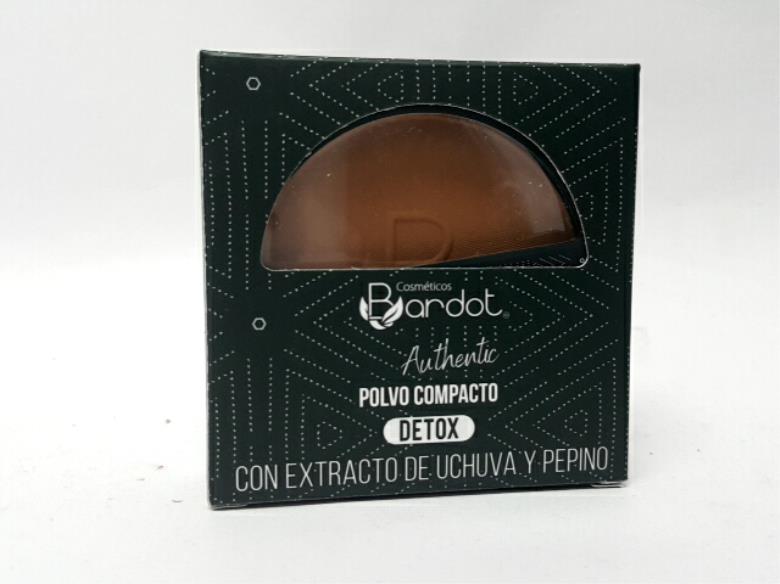 Cosméticos
Bardot
Authentic
POLVO COMPACTO
DETOX
CON EXTRACTO DE UCHUVA Y PEPINO